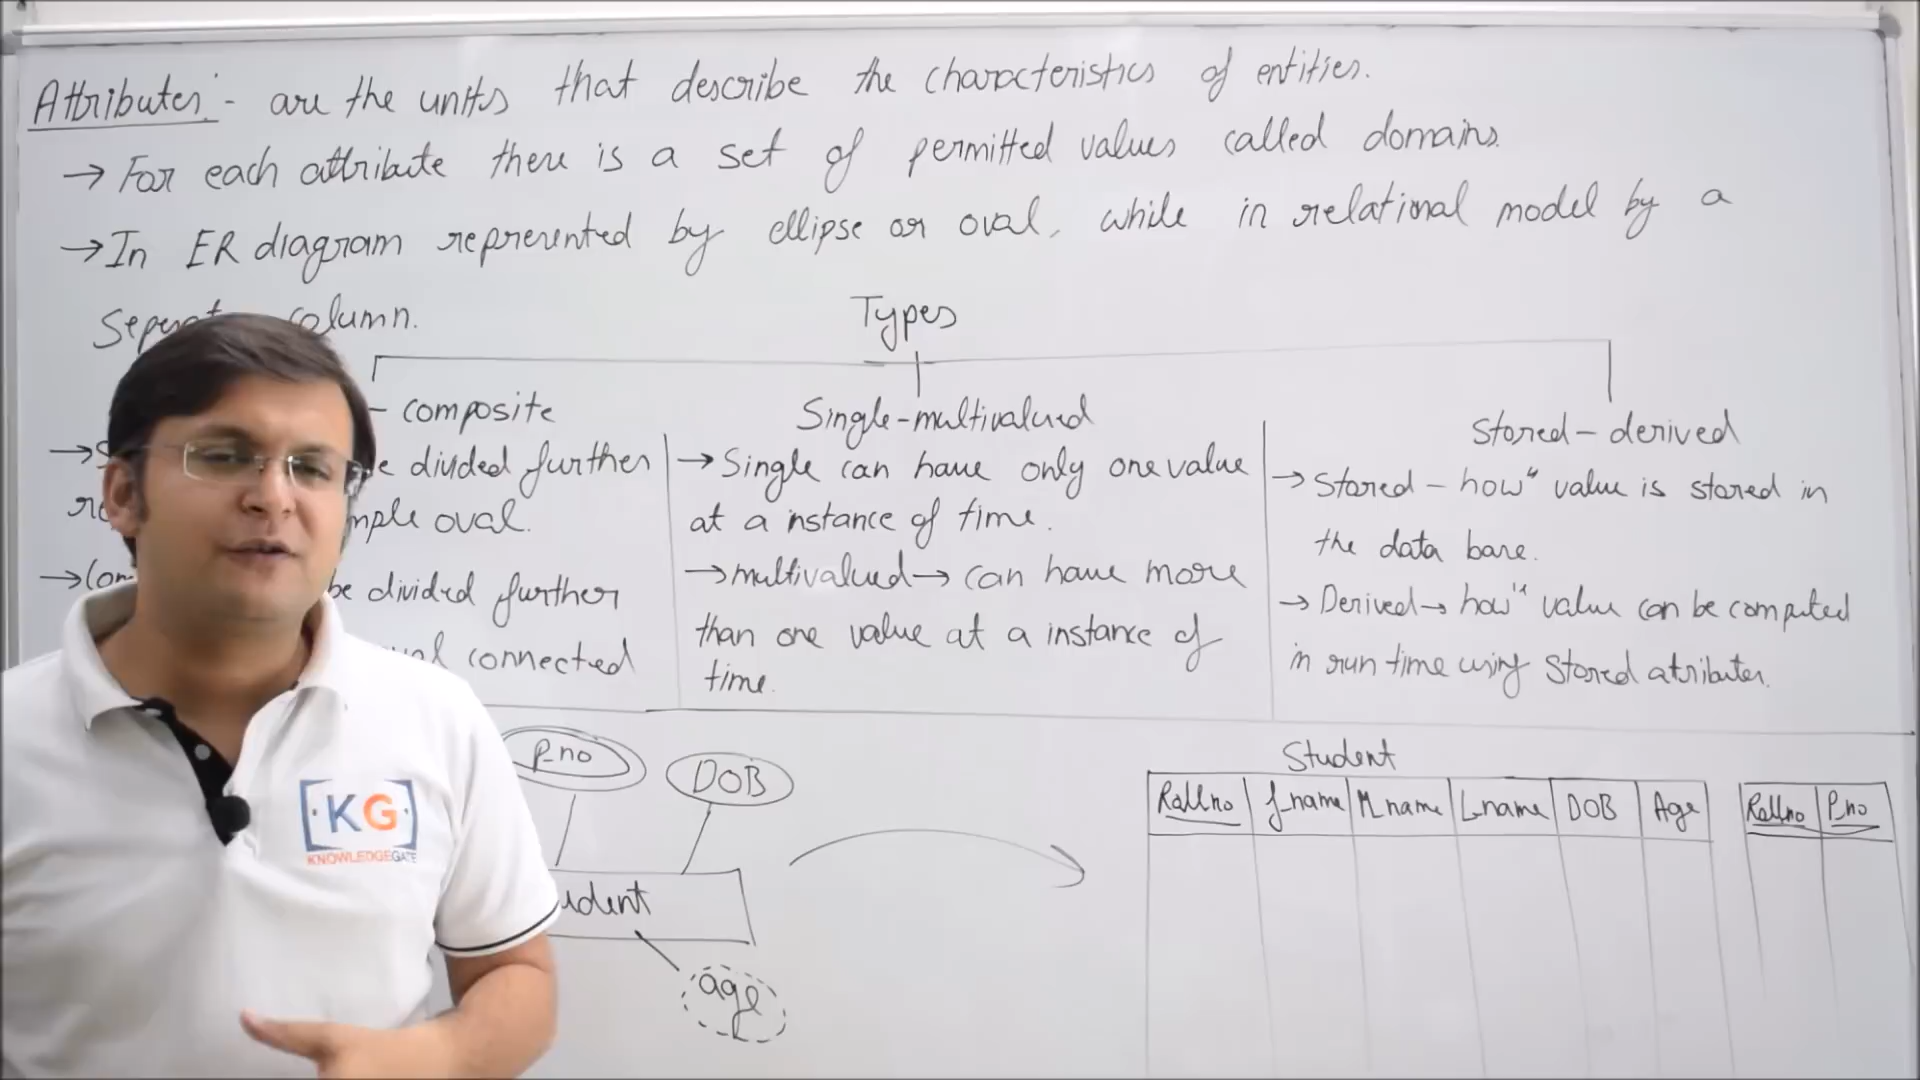 Attributes:- are the units that describe the characteristics of entities.
→ For each attribute there is a set of permitted values called domains.
→ In ER diagram represented by ellipse or oval, while in relational model by a
column.
Types
- composite
divided further
oval.
be divided further
connected
Single-multivalued
→ Single can have only one value
at a instance of time.
→ multivalued → can have more
than one value at a instance of
time.
Stored - derived
→ Stored - how" value is stored in
the data base.
→ Derived → how" value can be computed
in run time using Stored atributes.
P_no
DOB
age
Student
Rollno f_name M_name L_name DOB Age
Rollno P_no
KG
KNOWLEDGEGATE